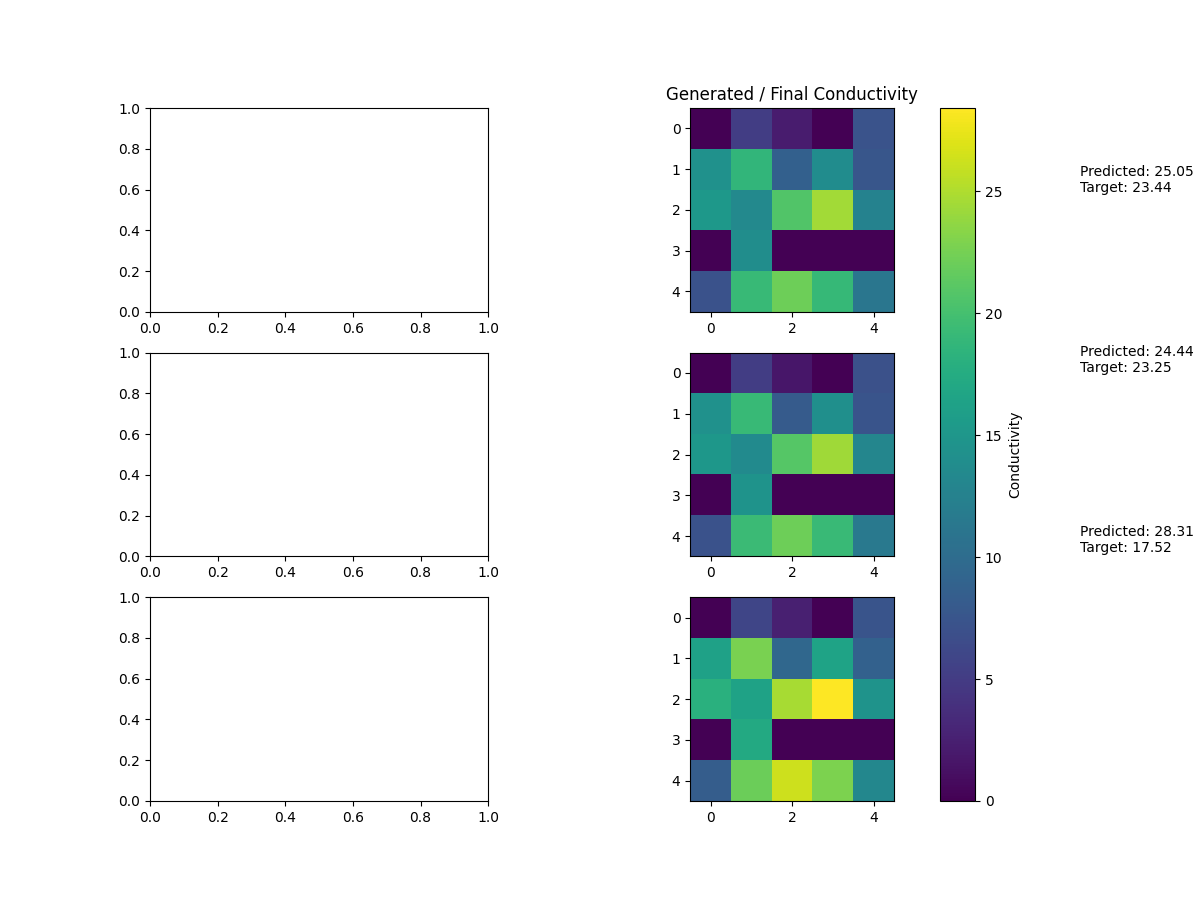 Generated / Final Conductivity
1.0
0.8
0.6
0.4
0.2
0.0
0.0 0.2 0.4 0.6 0.8 1.0
0
1
2
3
4
0 2 4
Predicted: 25.05
Target: 23.44
1.0
0.8
0.6
0.4
0.2
0.0
0.0 0.2 0.4 0.6 0.8 1.0
0
1
2
3
4
0 2 4
Predicted: 24.44
Target: 23.25
1.0
0.8
0.6
0.4
0.2
0.0
0.0 0.2 0.4 0.6 0.8 1.0
0
1
2
3
4
0 2 4
Predicted: 28.31
Target: 17.52
25
20
15
10
5
0
Conductivity